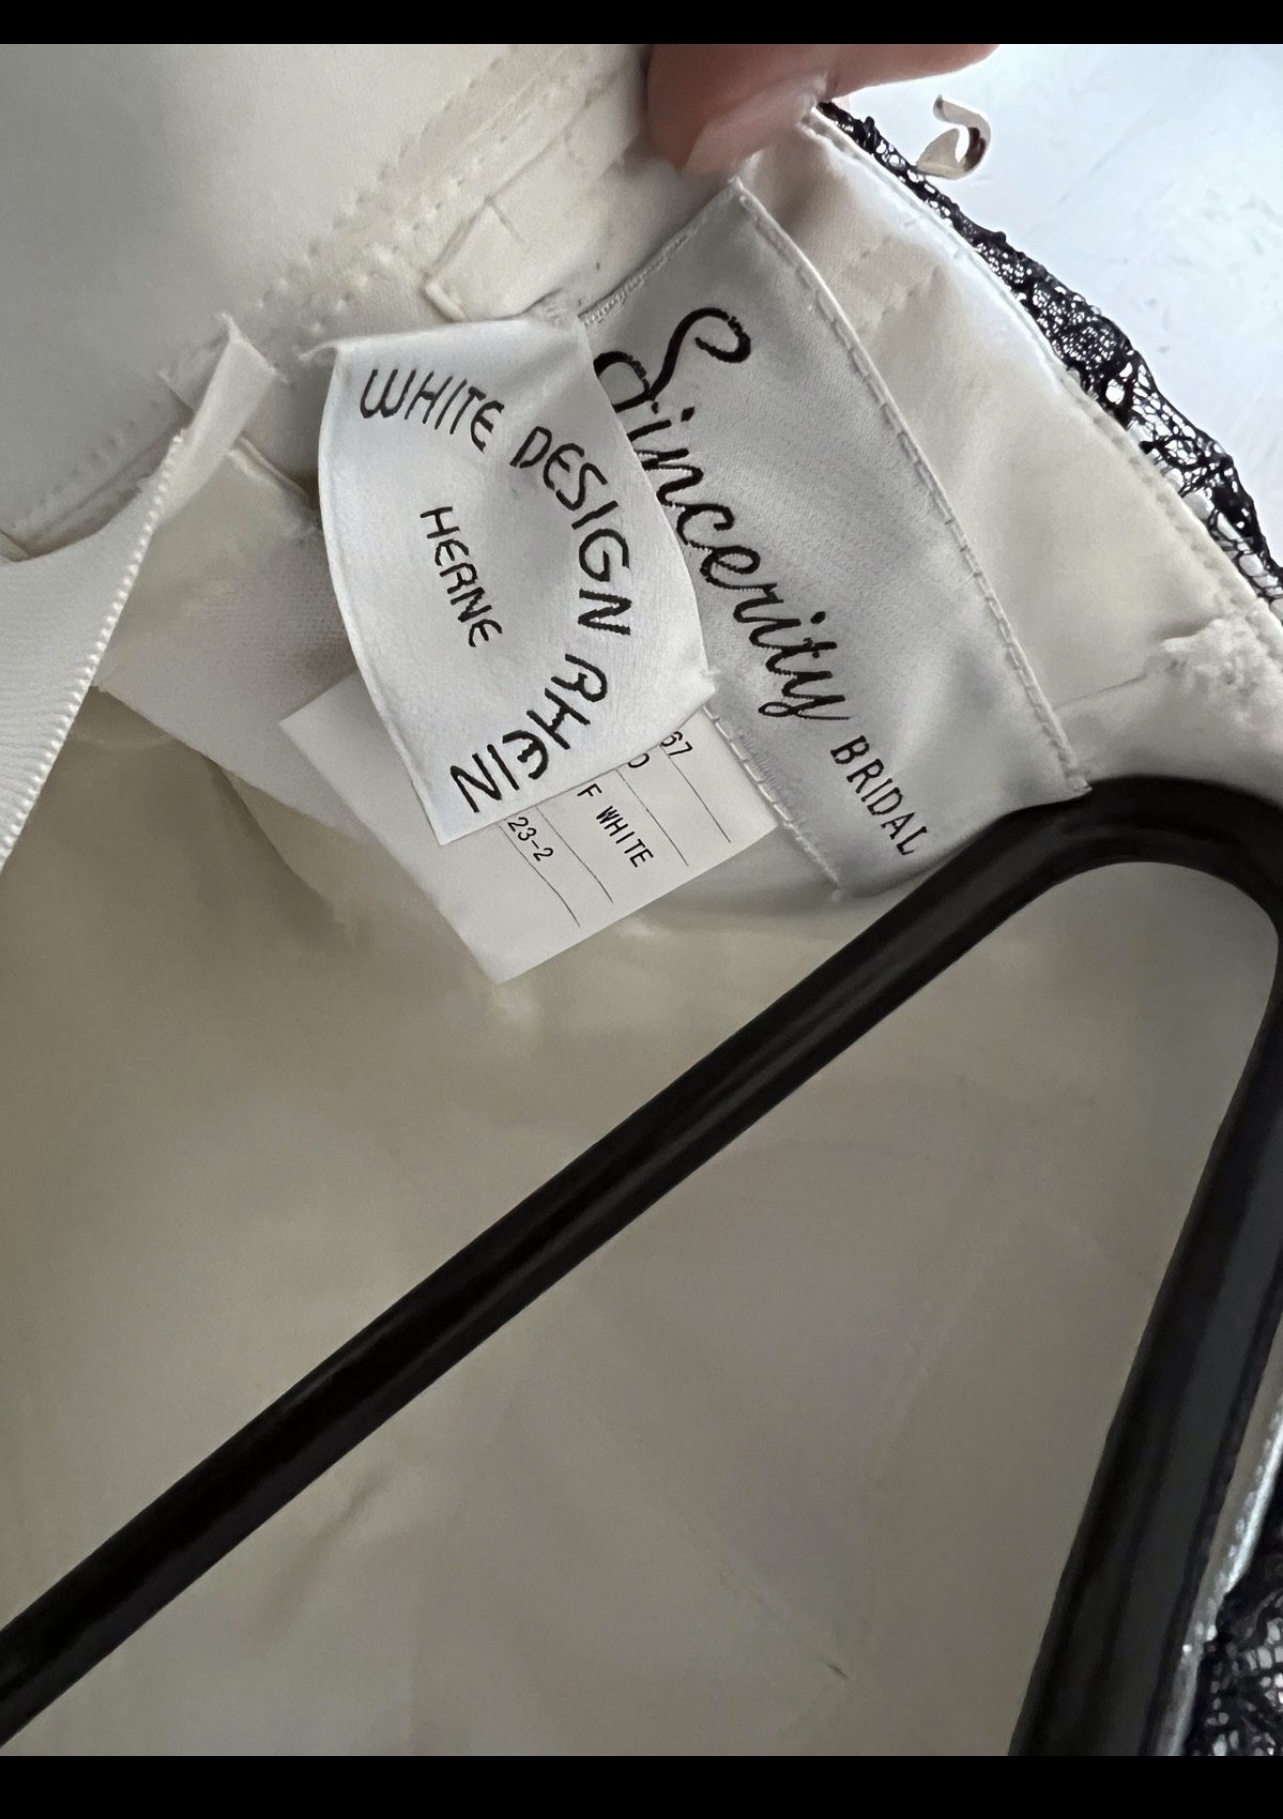 Sincerity
BRIDAL
WHITE DESIGN RHEIN
HERNE
67
F WHITE
23-2